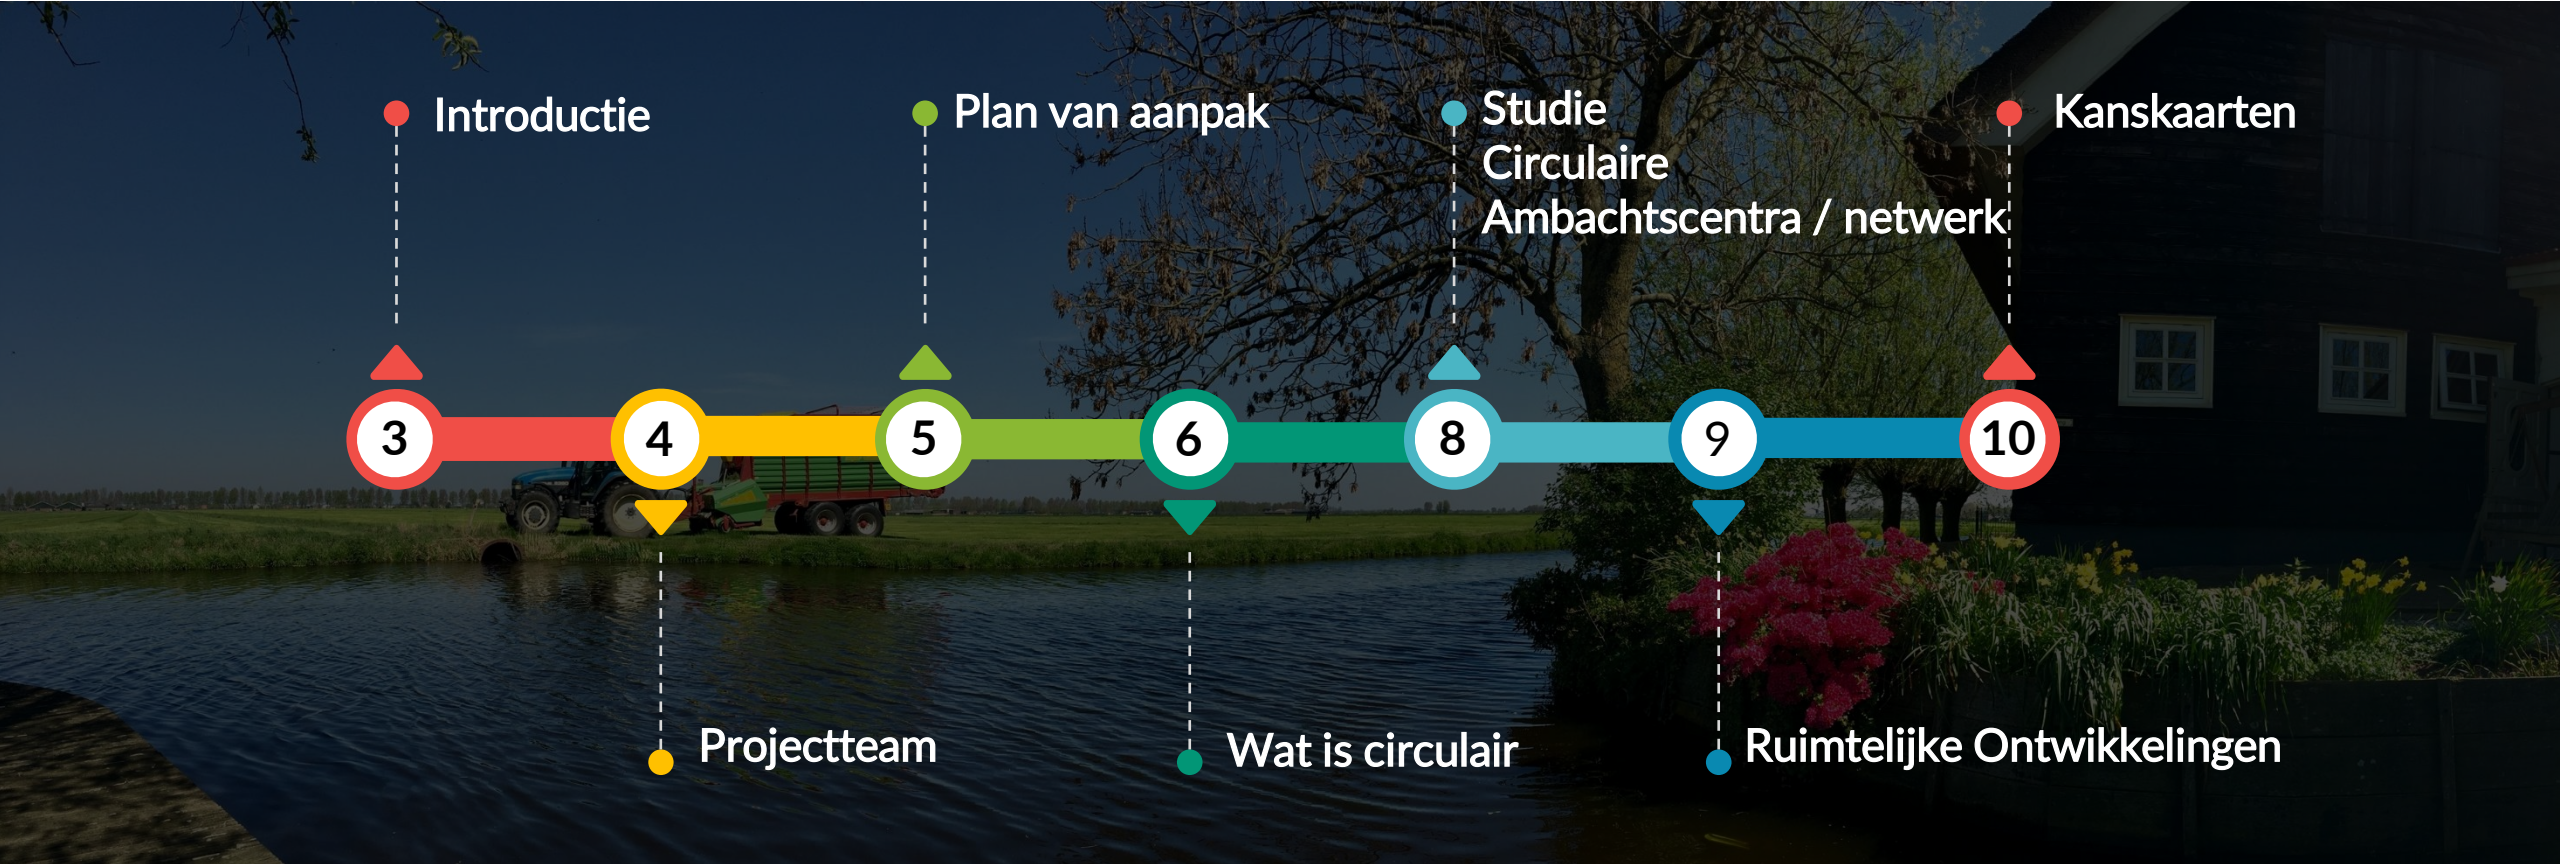 Introductie
Plan van aanpak
Studie
Circulaire
Ambachtscentra / netwerk
Kanskaarten
3
4
5
6
8
9
10
Projectteam
Wat is circulair
Ruimtelijke Ontwikkelingen